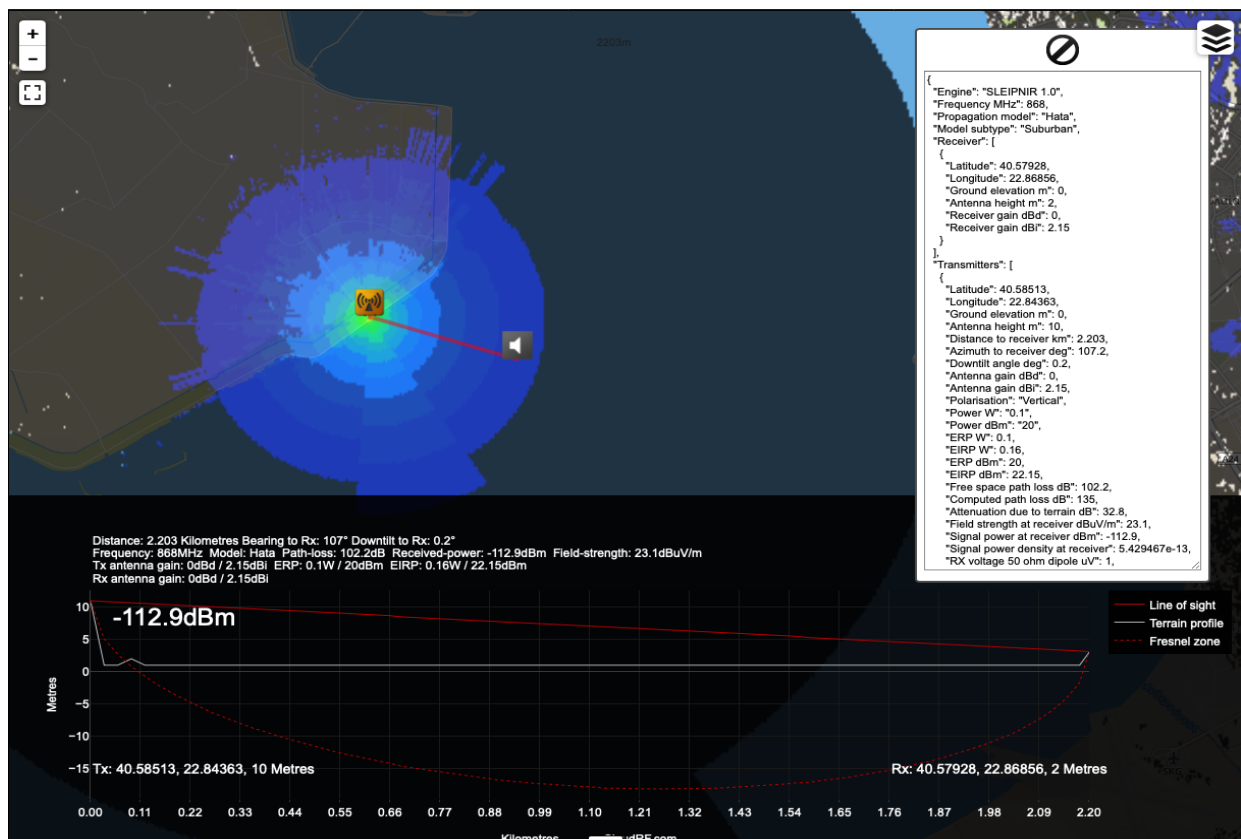 +
−
2203m
{
"Engine": "SLEIPNIR 1.0",
"Frequency MHz": 868,
"Propagation model": "Hata",
"Model subtype": "Suburban",
"Receiver": [
{
"Latitude": 40.57928,
"Longitude": 22.86856,
"Ground elevation m": 0,
"Antenna height m": 2,
"Receiver gain dBd": 0,
"Receiver gain dBi": 2.15
}
],
"Transmitters": [
{
"Latitude": 40.58513,
"Longitude": 22.84363,
"Ground elevation m": 0,
"Antenna height m": 10,
"Distance to receiver km": 2.203,
"Azimuth to receiver deg": 107.2,
"Downtilt angle deg": 0.2,
"Antenna gain dBd": 0,
"Antenna gain dBi": 2.15,
"Polarisation": "Vertical",
"Power W": "0.1",
"Power dBm": "20",
"ERP W": 0.1,
"EIRP W": 0.16,
"ERP dBm": 20,
"EIRP dBm": 22.15,
"Free space path loss dB": 102.2,
"Computed path loss dB": 135,
"Attenuation due to terrain dB": 32.8,
"Field strength at receiver dBuV/m": 23.1,
"Signal power at receiver dBm": -112.9,
"Signal power density at receiver": 5.429467e-13,
"RX voltage 50 ohm dipole uV": 1,
Distance: 2.203 Kilometres Bearing to Rx: 107° Downtilt to Rx: 0.2°
Frequency: 868MHz Model: Hata Path-loss: 102.2dB Received-power: -112.9dBm Field-strength: 23.1dBuV/m
Tx antenna gain: 0dBd / 2.15dBi ERP: 0.1W / 20dBm EIRP: 0.16W / 22.15dBm
Rx antenna gain: 0dBd / 2.15dBi
-112.9dBm
Line of sight
Terrain profile
Fresnel zone
10
5
0
−5
−10
−15
Metres
Tx: 40.58513, 22.84363, 10 Metres
Rx: 40.57928, 22.86856, 2 Metres
0.00 0.11 0.22 0.33 0.44 0.55 0.66 0.77 0.88 0.99 1.10 1.21 1.32 1.43 1.54 1.65 1.76 1.87 1.98 2.09 2.20
Kilometres